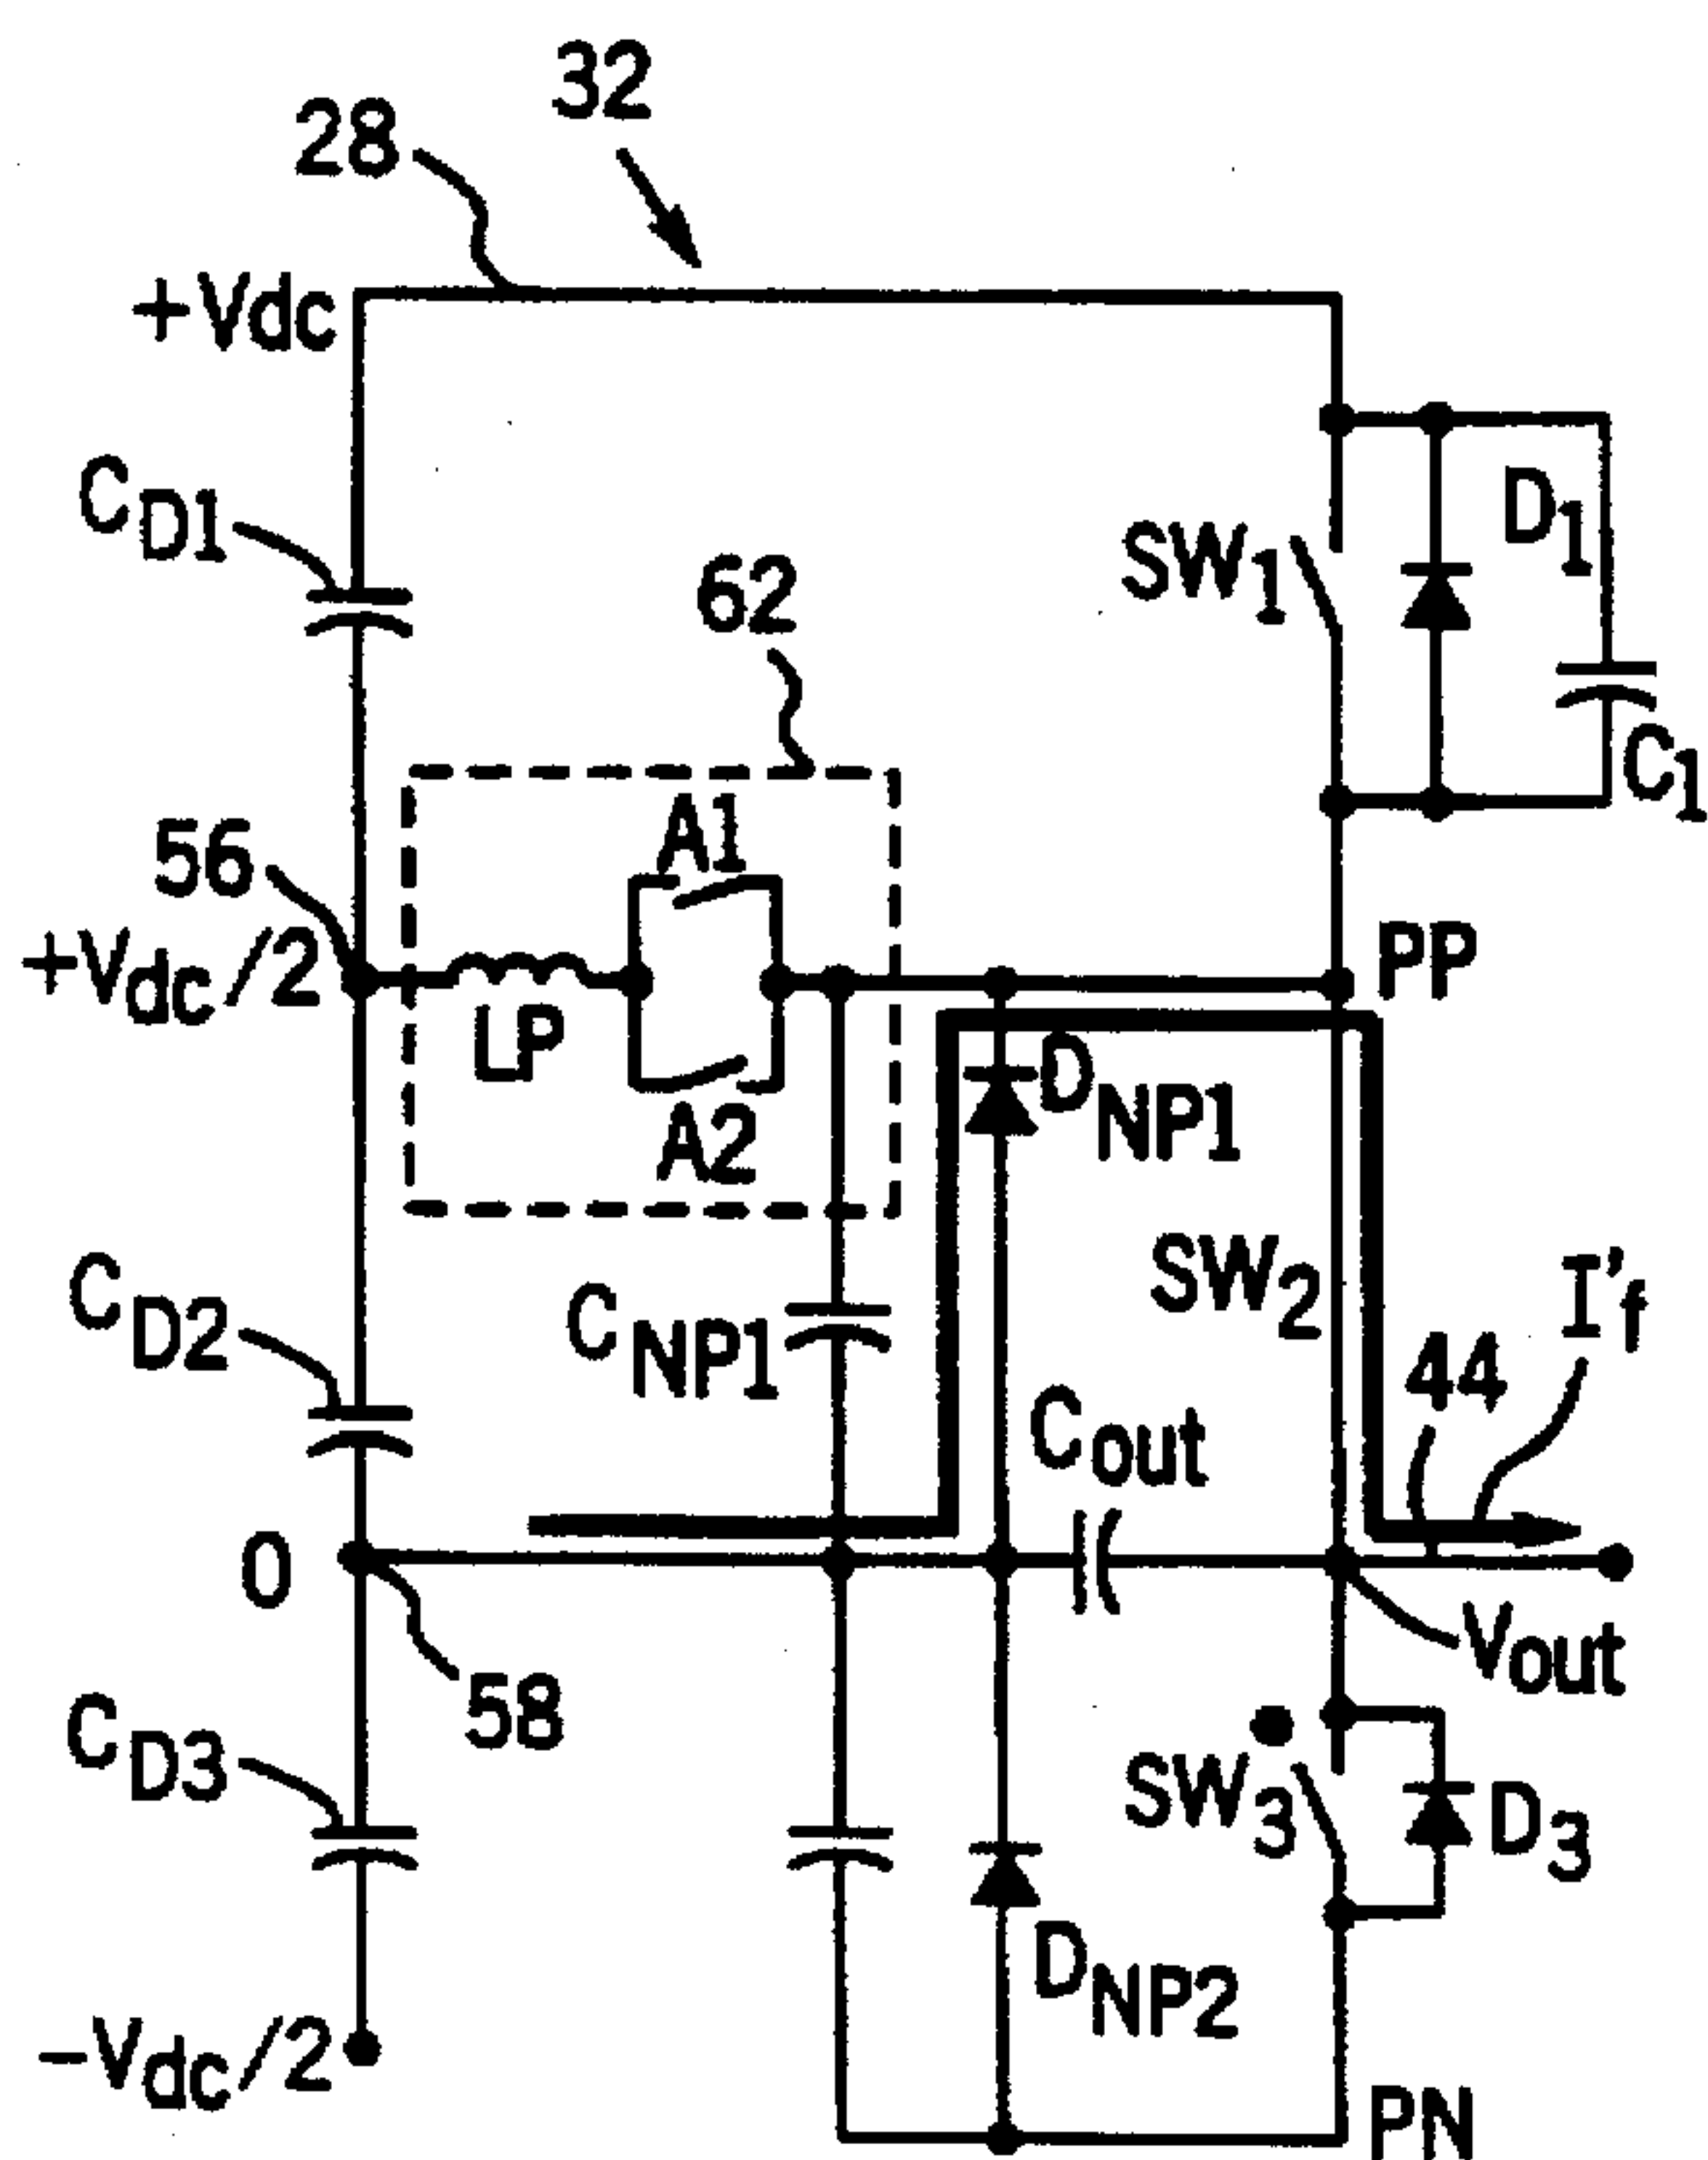 32
28
+Vdc
CD1
SW1
D1
62
C1
A1
56
+Vdc/2
PP
LP
DNP1
A2
SW2
I'f
CD2
CNP1
44
Cout
0
Vout
58
CD3
SW3
D3
DNP2
-Vdc/2
PN